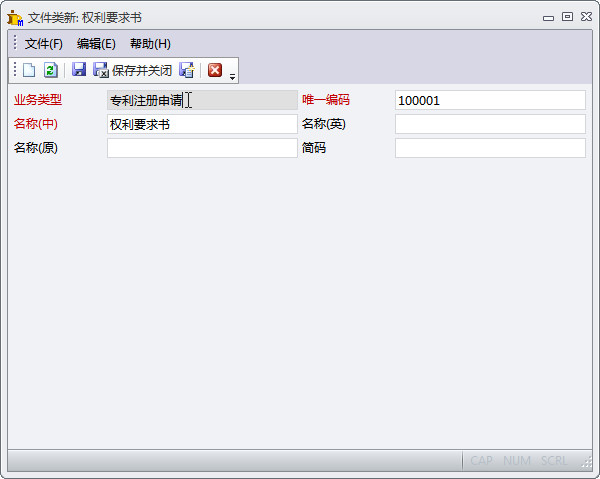 文件类新: 权利要求书
文件(F) 编辑(E) 帮助(H)
保存并关闭
业务类型 专利注册申请 唯一编码 100001
名称(中) 权利要求书 名称(英)
名称(原) 简码
CAP NUM SCRL